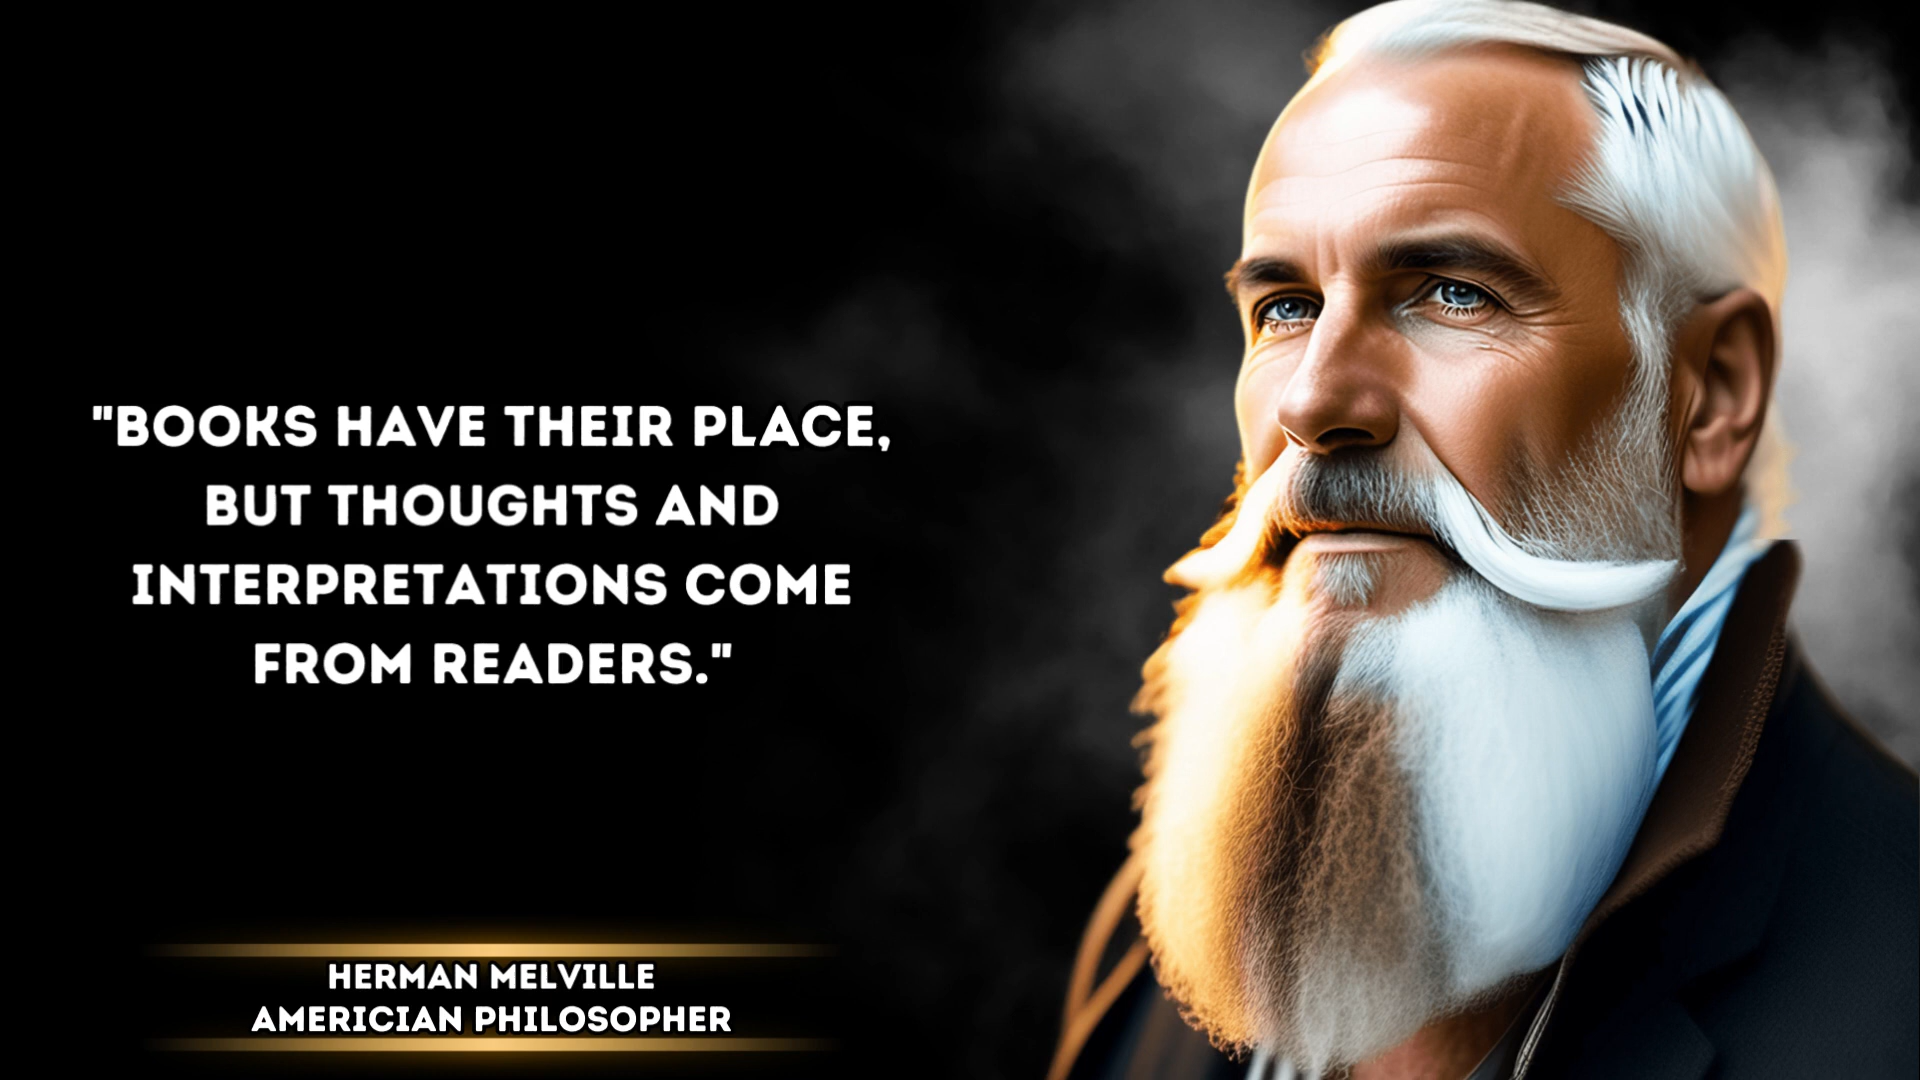 "BOOKS HAVE THEIR PLACE,
BUT THOUGHTS AND
INTERPRETATIONS COME
FROM READERS."
HERMAN MELVILLE
AMERICIAN PHILOSOPHER